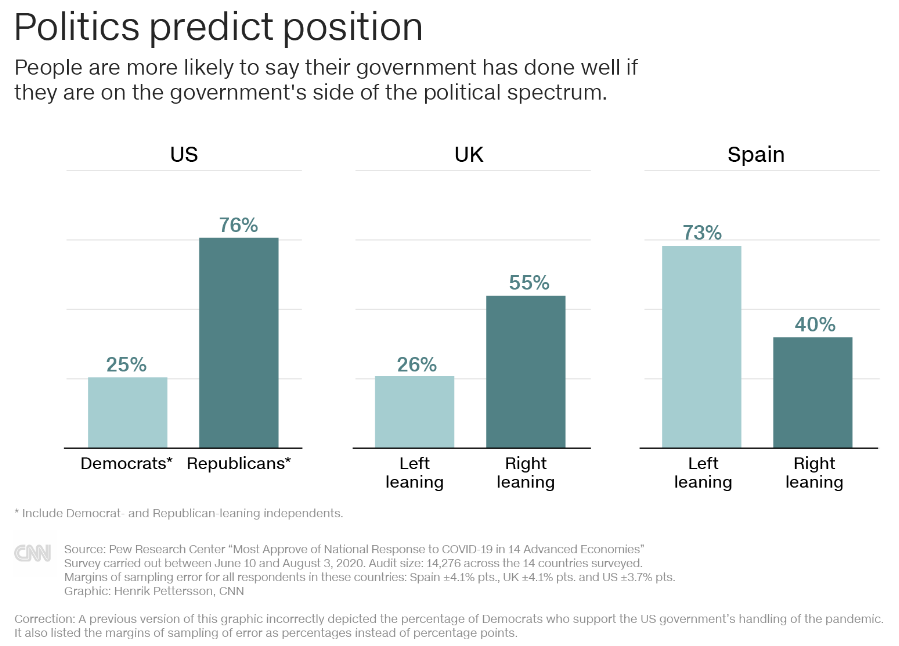 Politics predict position
People are more likely to say their government has done well if
they are on the government's side of the political spectrum.
US
UK
Spain
76%
25%
55%
26%
73%
40%
Democrats*
Republicans*
Left
leaning
Right
leaning
Left
leaning
Right
leaning
* Include Democrat- and Republican-leaning independents.
CNN
Source: Pew Research Center “Most Approve of National Response to COVID-19 in 14 Advanced Economies”
Survey carried out between June 10 and August 3, 2020. Audit size: 14,276 across the 14 countries surveyed.
Margins of sampling error for all respondents in these countries: Spain ±4.1% pts., UK ±4.1% pts. and US ±3.7% pts.
Graphic: Henrik Pettersson, CNN
Correction: A previous version of this graphic incorrectly depicted the percentage of Democrats who support the US government's handling of the pandemic.
It also listed the margins of sampling of error as percentages instead of percentage points.